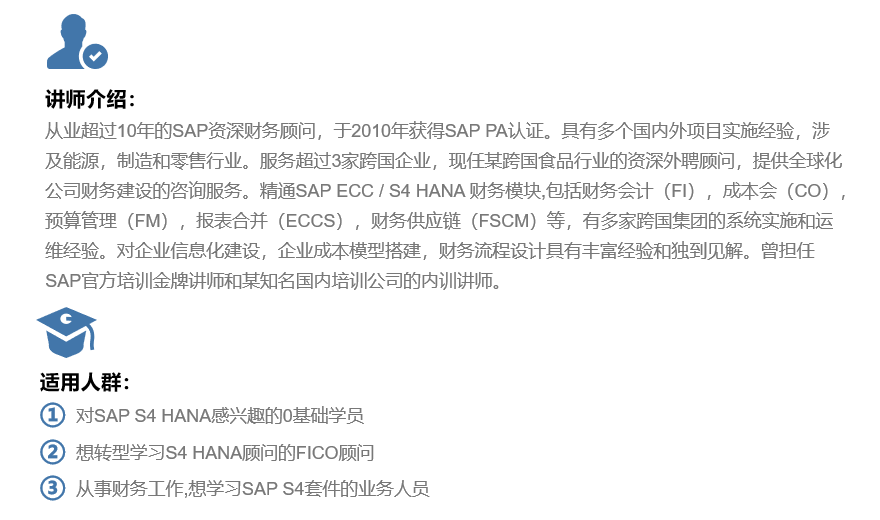 讲师介绍：
从业超过10年的SAP资深财务顾问，于2010年获得SAP PA认证。具有多个国内外项目实施经验，涉
及能源，制造和零售行业。服务超过3家跨国企业，现任某跨国食品行业的资深外聘顾问，提供全球化
公司财务建设的咨询服务。精通SAP ECC / S4 HANA 财务模块,包括财务会计（FI），成本会（CO），
预算管理（FM），报表合并（ECCS），财务供应链（FSCM）等，有多家跨国集团的系统实施和运
维经验。对企业信息化建设，企业成本模型搭建，财务流程设计具有丰富经验和独到见解。曾担任
SAP官方培训金牌讲师和某知名国内培训公司的内训讲师。
适用人群：
① 对SAP S4 HANA感兴趣的0基础学员
② 想转型学习S4 HANA顾问的FICO顾问
③ 从事财务工作,想学习SAP S4套件的业务人员